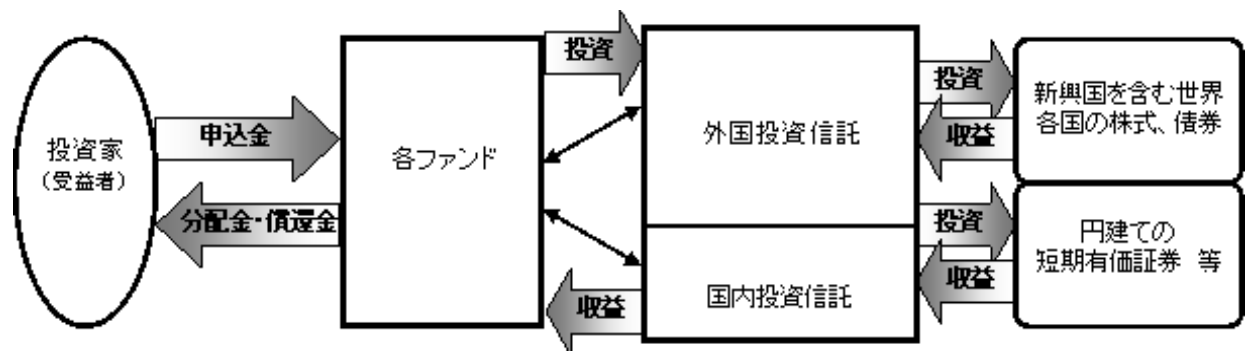 投資家
（受益者）
申込金
分配金・償還金
各ファンド
投資
収益
外国投資信託
国内投資信託
投資
収益
投資
収益
新興国を含む世界
各国の株式、債券
円建ての
短期有価証券 等